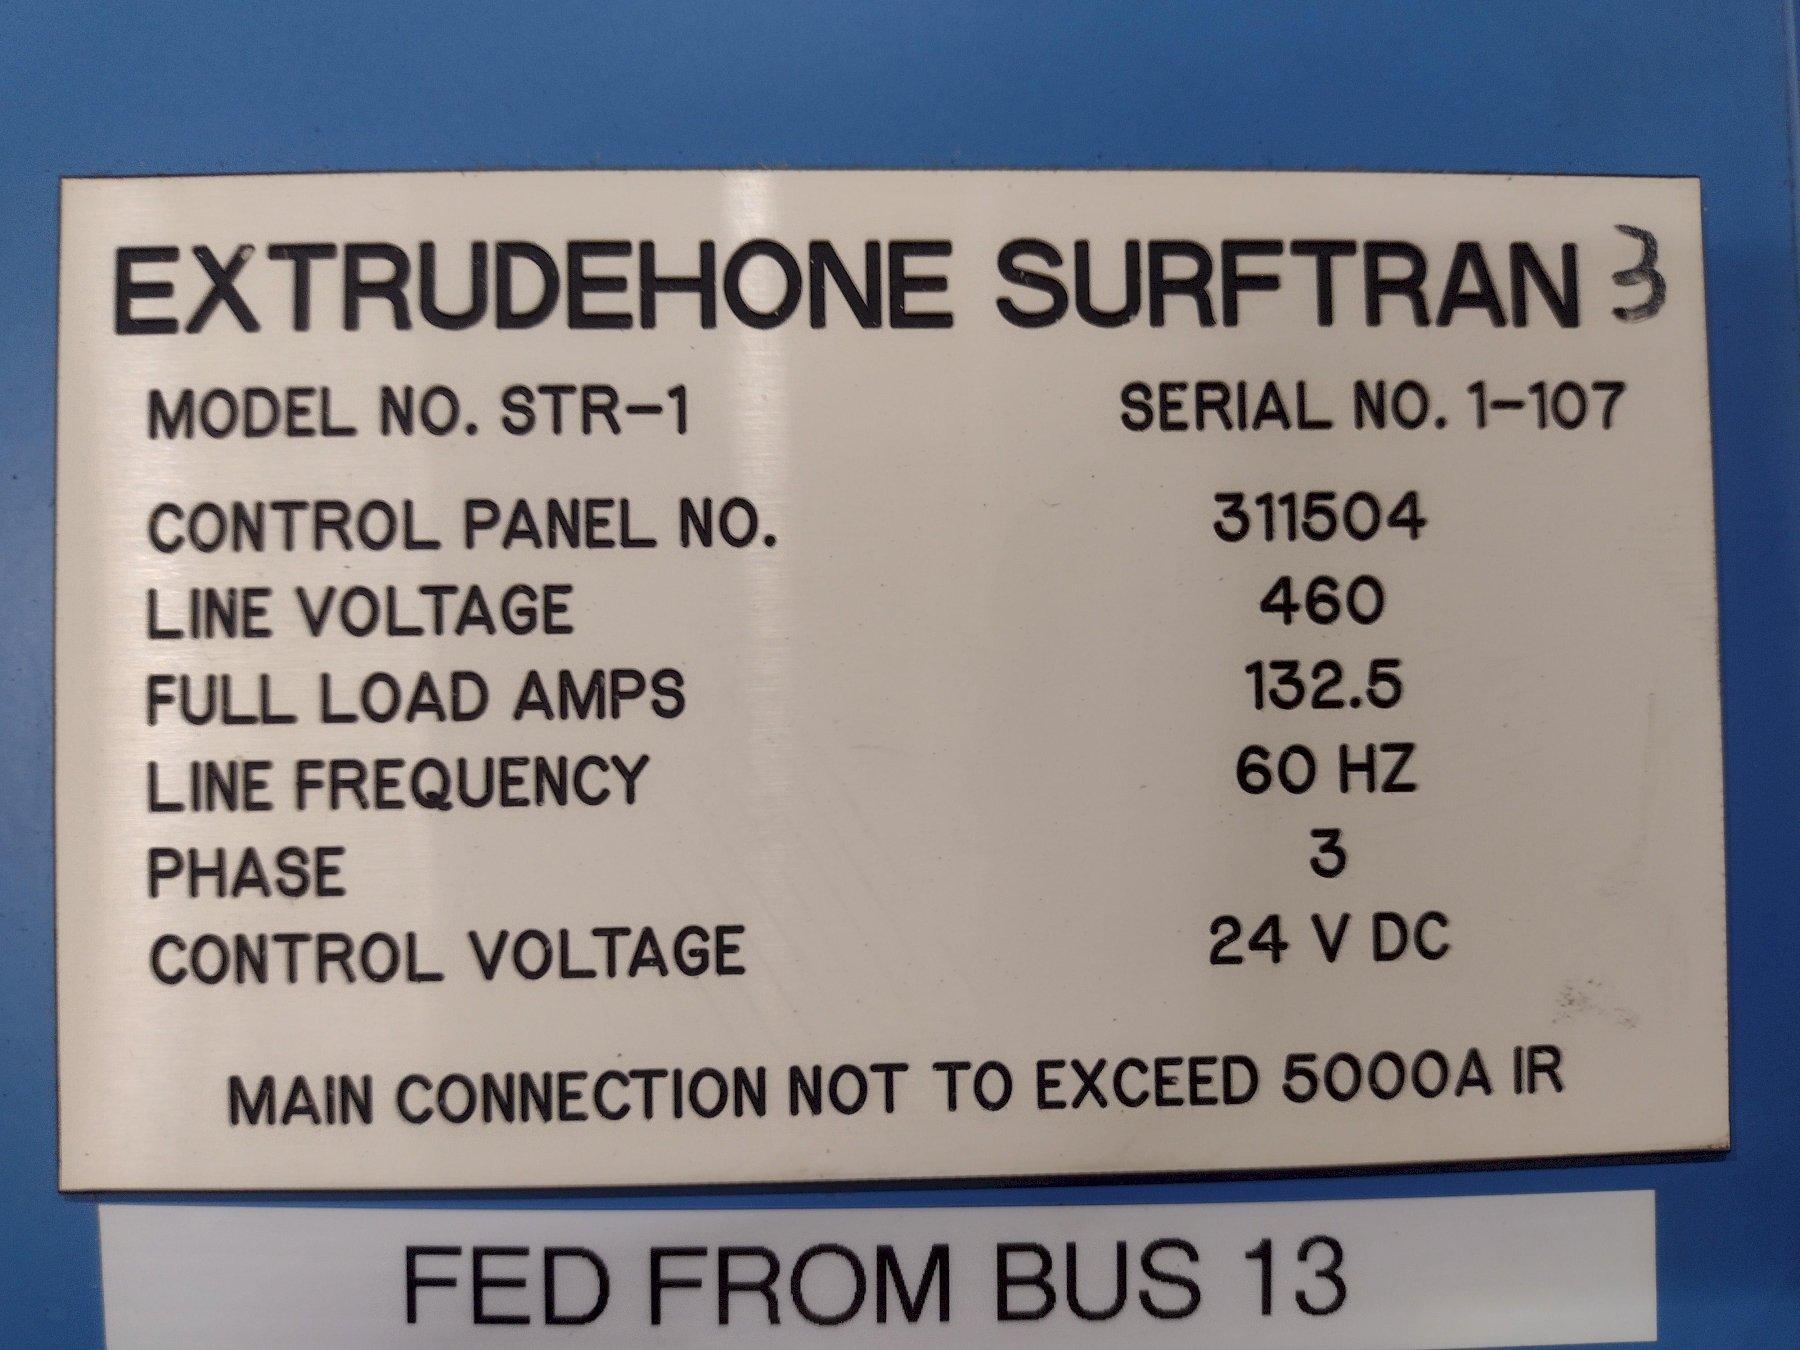 EXTRUDEHONE SURFTRAN 3
MODEL NO. STR-1 SERIAL NO. 1-107
CONTROL PANEL NO. 311504
LINE VOLTAGE 460
FULL LOAD AMPS 132.5
LINE FREQUENCY 60 HZ
PHASE 3
CONTROL VOLTAGE 24 V DC
MAIN CONNECTION NOT TO EXCEED 5000A IR
FED FROM BUS 13